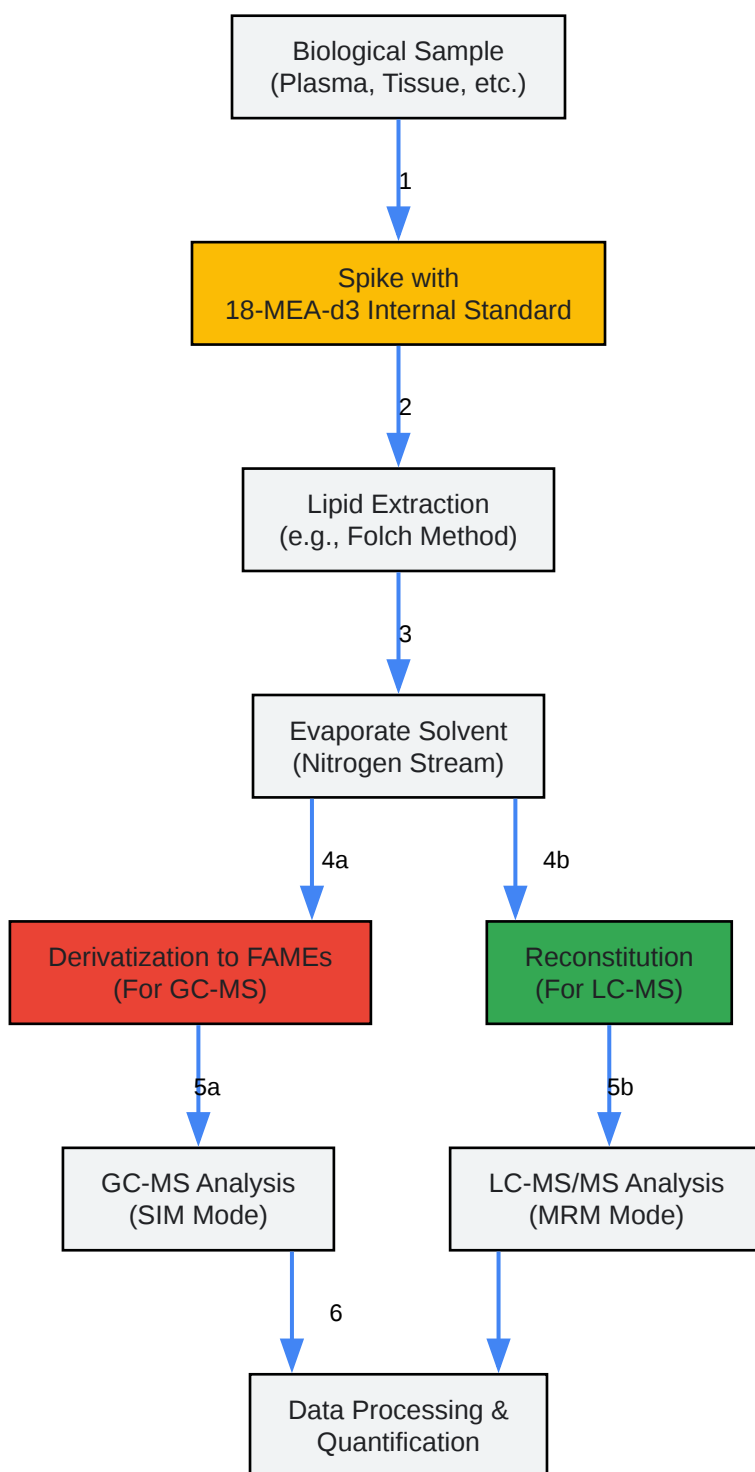 Biological Sample
(Plasma, Tissue, etc.)
1
Spike with
18-MEA-d3 Internal Standard
2
Lipid Extraction
(e.g., Folch Method)
3
Evaporate Solvent
(Nitrogen Stream)
4a
4b
Derivatization to FAMEs
(For GC-MS)
Reconstitution
(For LC-MS)
5a
5b
GC-MS Analysis
(SIM Mode)
LC-MS/MS Analysis
(MRM Mode)
6
Data Processing &
Quantification